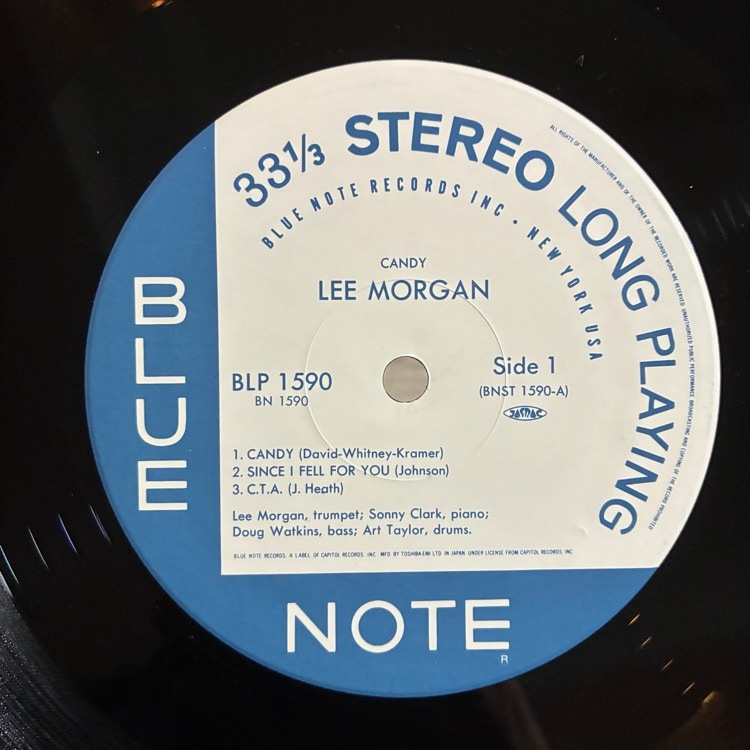 33⅓ STEREO LONG PLAYING
BLUE NOTE RECORDS INC • NEW YORK USA
ALL RIGHTS OF THE MANUFACTURER AND OF THE OWNER OF THE RECORDED WORK ARE RESERVED. UNAUTHORIZED PUBLIC PERFORMANCE BROADCASTING AND COPYING OF THE RECORD PROHIBITED
CANDY
LEE MORGAN
BLP 1590
BN 1590
Side 1
(BNST 1590-A)
JASRAC
1. CANDY (David-Whitney-Kramer)
2. SINCE I FELL FOR YOU (Johnson)
3. C.T.A. (J. Heath)
Lee Morgan, trumpet; Sonny Clark, piano;
Doug Watkins, bass; Art Taylor, drums.
BLUE NOTE RECORDS. A LABEL OF CAPITOL RECORDS. INC MFD BY TOSHIBA-EMI LTD. IN JAPAN. UNDER LICENSE FROM CAPITOL RECORDS. INC
BLUE
NOTE
R